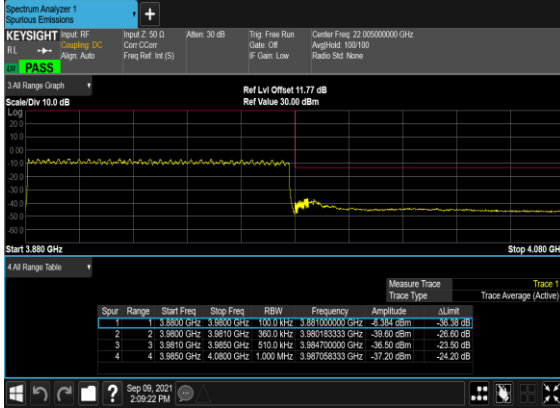 Spectrum Analyzer 1
Spurious Emissions
+
KEYSIGHT Input: RF Input Z: 50 Ω Atten: 30 dB Trig: Free Run Center Freq: 22.005000000 GHz
RL Coupling: DC Corr CCorr Gate: Off Avg|Hold: 100/100
Align: Auto Freq Ref: Int (S) IF Gain: Low Radio Std: None
PASS
3 All Range Graph
Ref Lvl Offset 11.77 dB
Scale/Div 10.0 dB Ref Value 30.00 dBm
Log
20.0
10.0
0.00
-10.0
-20.0
-30.0
-40.0
-50.0
-60.0
Start 3.880 GHz Stop 4.080 GH
4 All Range Table
Measure Trace Trace 1
Trace Type Trace Average (Active)
Spur Range Start Freq Stop Freq RBW Frequency Amplitude ΔLimit
1 1 3.8800 GHz 3.9800 GHz 100.0 kHz 3.881000000 GHz -6.384 dBm -36.38 dB
2 2 3.9800 GHz 3.9810 GHz 360.0 kHz 3.980183333 GHz -39.60 dBm -26.60 dB
3 3 3.9810 GHz 3.9850 GHz 510.0 kHz 3.984700000 GHz -36.50 dBm -23.50 dB
4 4 3.9850 GHz 4.0800 GHz 1.000 MHz 3.987058333 GHz -37.20 dBm -24.20 dB
? Sep 09, 2021
2:09:22 PM